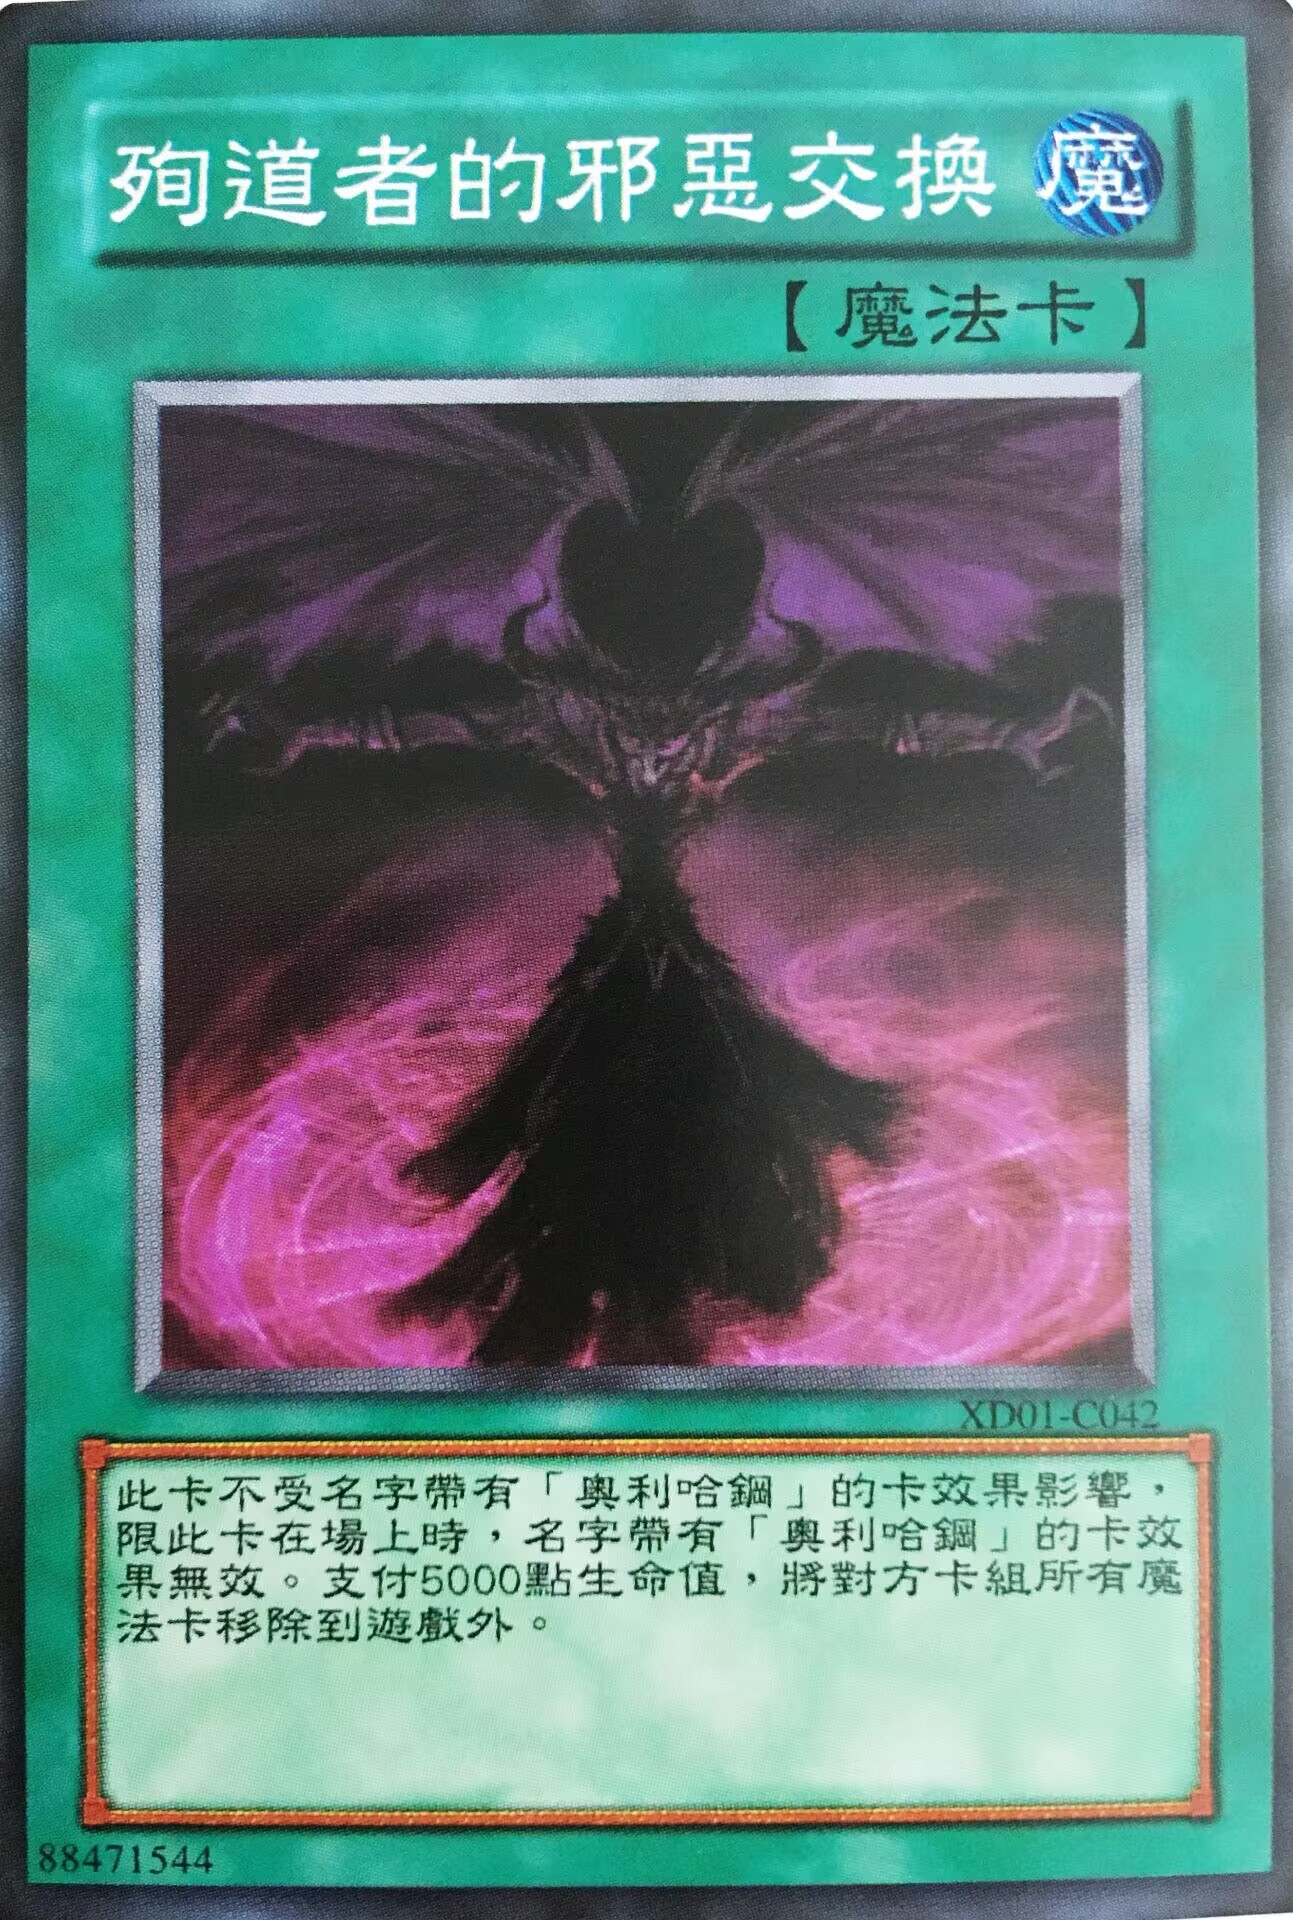 殉道者的邪惡交換 魔
【魔法卡】
XD01-C042
此卡不受名字帶有「奧利哈鋼」的卡效果影響，
限此卡在場上時，名字帶有「奧利哈鋼」的卡效
果無效。支付5000點生命值，將對方卡組所有魔
法卡移除到遊戲外。
88471544